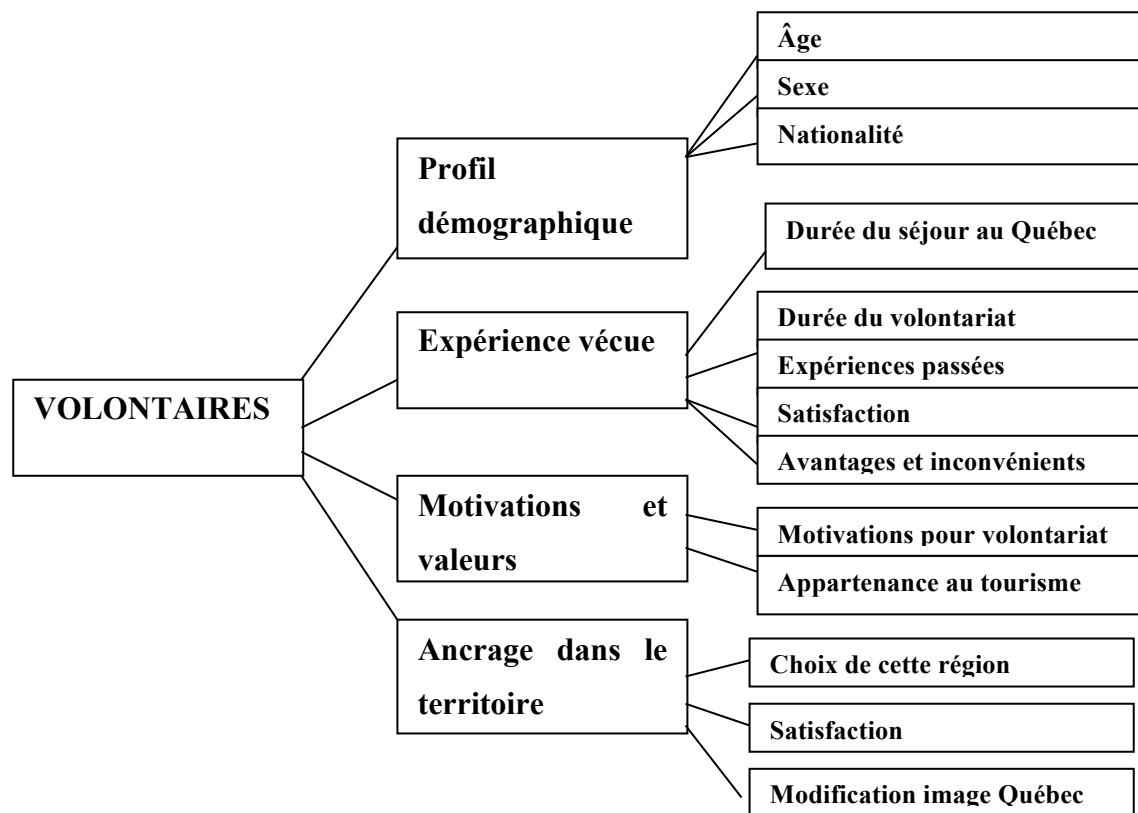 VOLONTAIRES
Profil
démographique
Âge
Sexe
Nationalité
Expérience vécue
Durée du séjour au Québec
Durée du volontariat
Expériences passées
Satisfaction
Avantages et inconvénients
Motivations et
valeurs
Motivations pour volontariat
Appartenance au tourisme
Ancrage dans le
territoire
Choix de cette région
Satisfaction
Modification image Québec